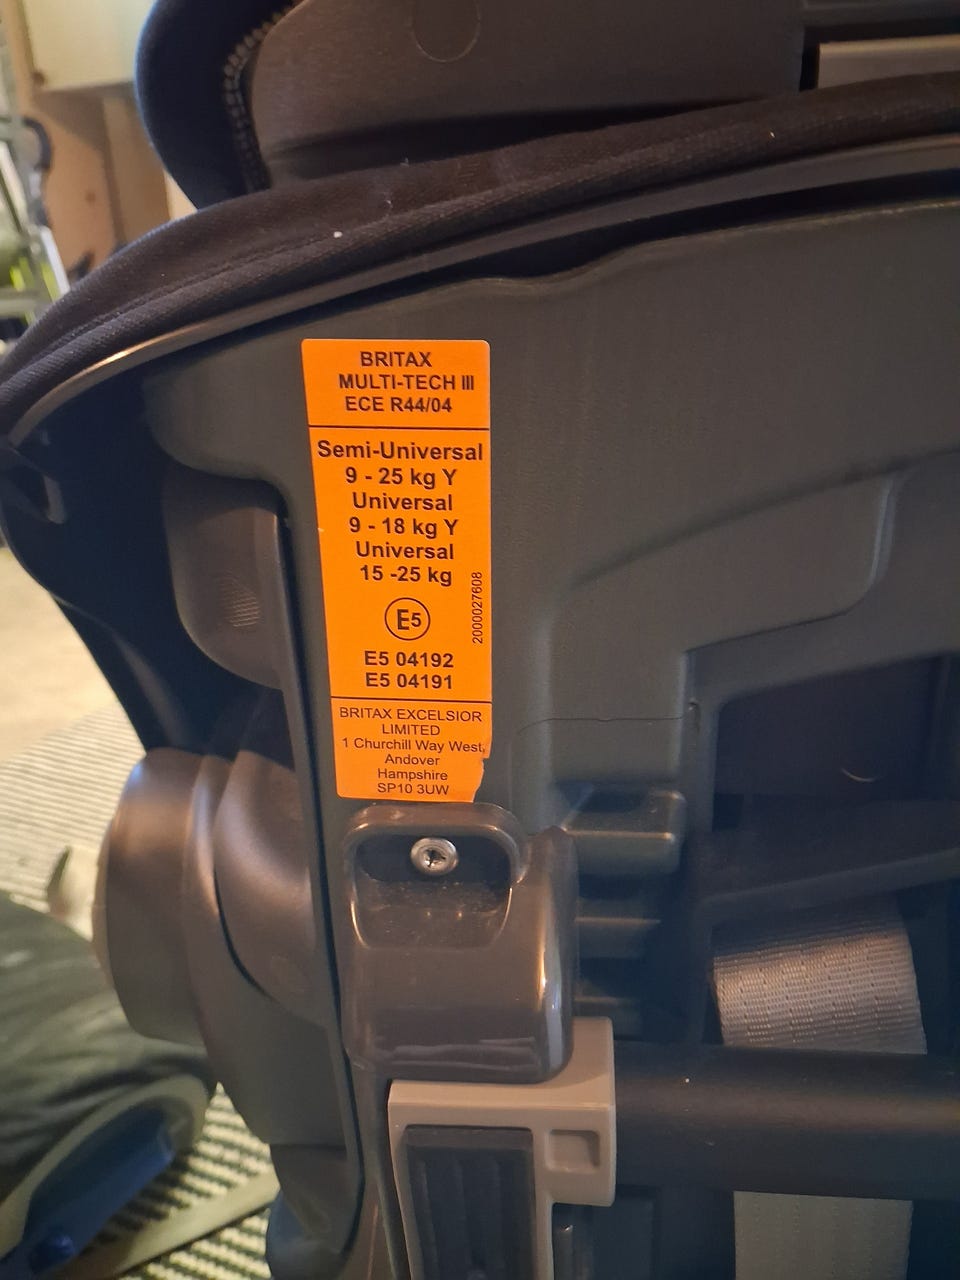 BRITAX
MULTI-TECH III
ECE R44/04
Semi-Universal
9 - 25 kg Y
Universal
9 - 18 kg Y
Universal
15 -25 kg
E5
2000027608
E5 04192
E5 04191
BRITAX EXCELSIOR
LIMITED
1 Churchill Way West,
Andover
Hampshire
SP10 3UW